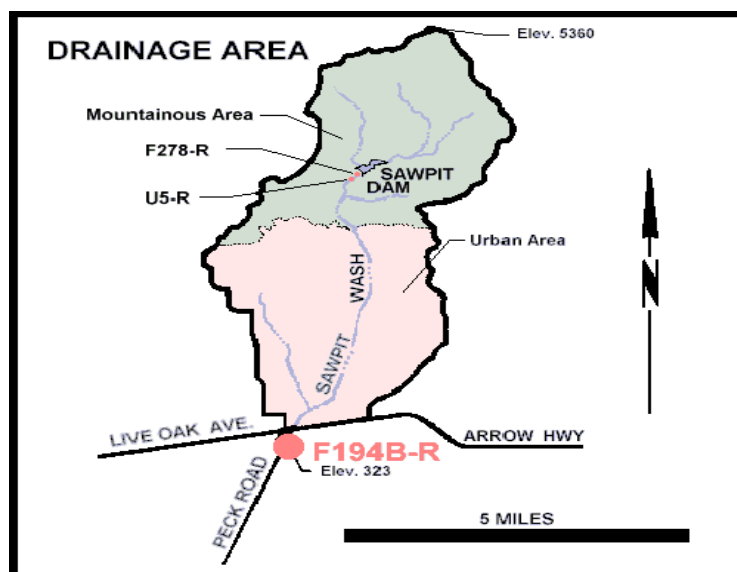 DRAINAGE AREA
Elev. 5360
Mountainous Area
F278-R
SAWPIT
DAM
U5-R
Urban Area
WASH
SAWPIT
N
LIVE OAK AVE.
ARROW HWY
F194B-R
Elev. 323
PECK ROAD
5 MILES